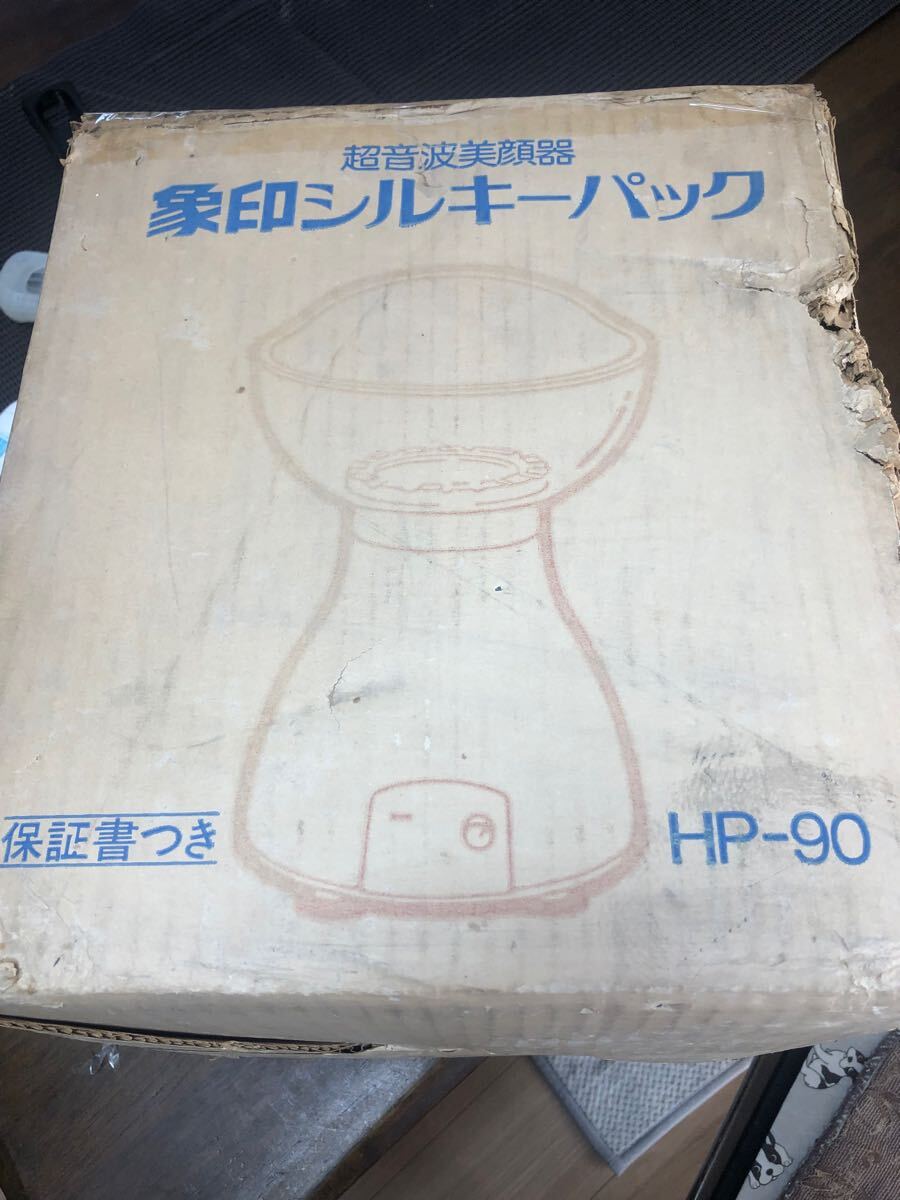 超音波美顔器
象印シルキーパック
保証書つき
HP-90